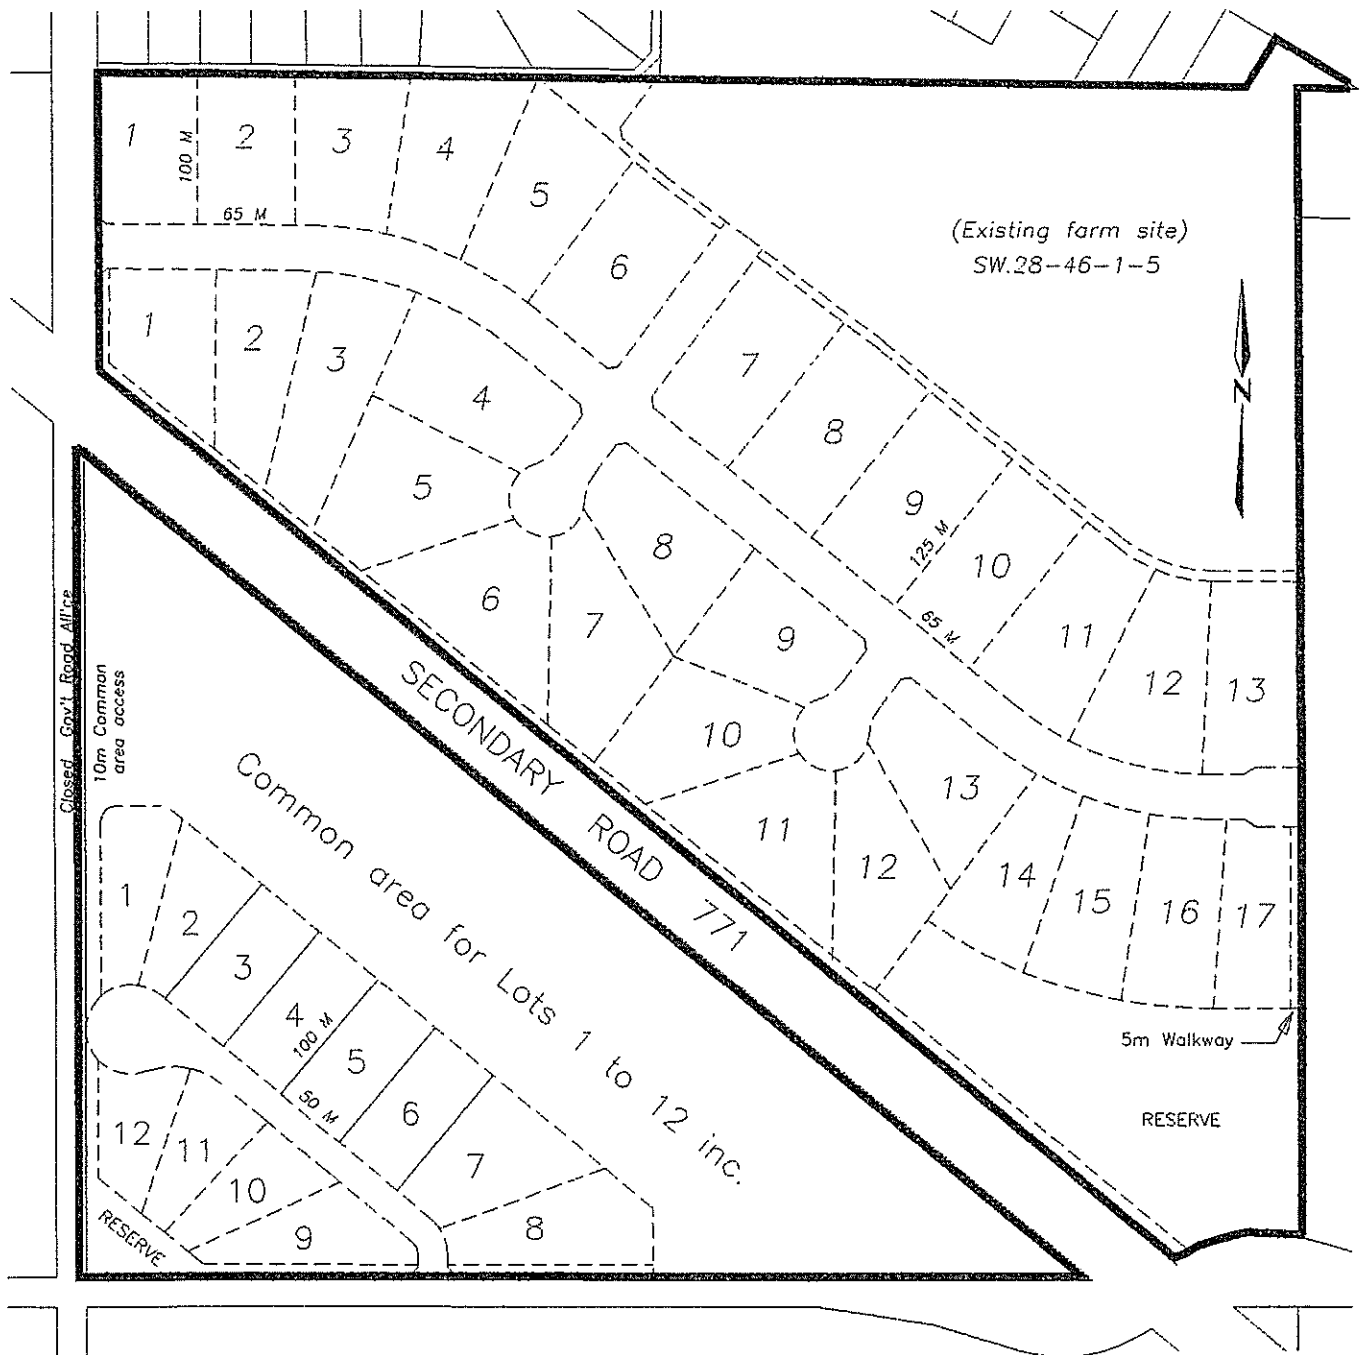 1
2
3
4
5
6
100 M
65 M
(Existing farm site)
SW.28-46-1-5
N
1
2
3
4
5
6
7
8
9
10
11
12
13
14
15
16
17
7
8
9
10
11
12
13
125 M
65 M
SECONDARY ROAD 771
5m Walkway
RESERVE
Closed Gov't Road All'ce
10m Common
area access
Common area for Lots 1 to 12 inc.
1
2
3
4
5
6
7
8
9
10
11
12
100 M
50 M
RESERVE